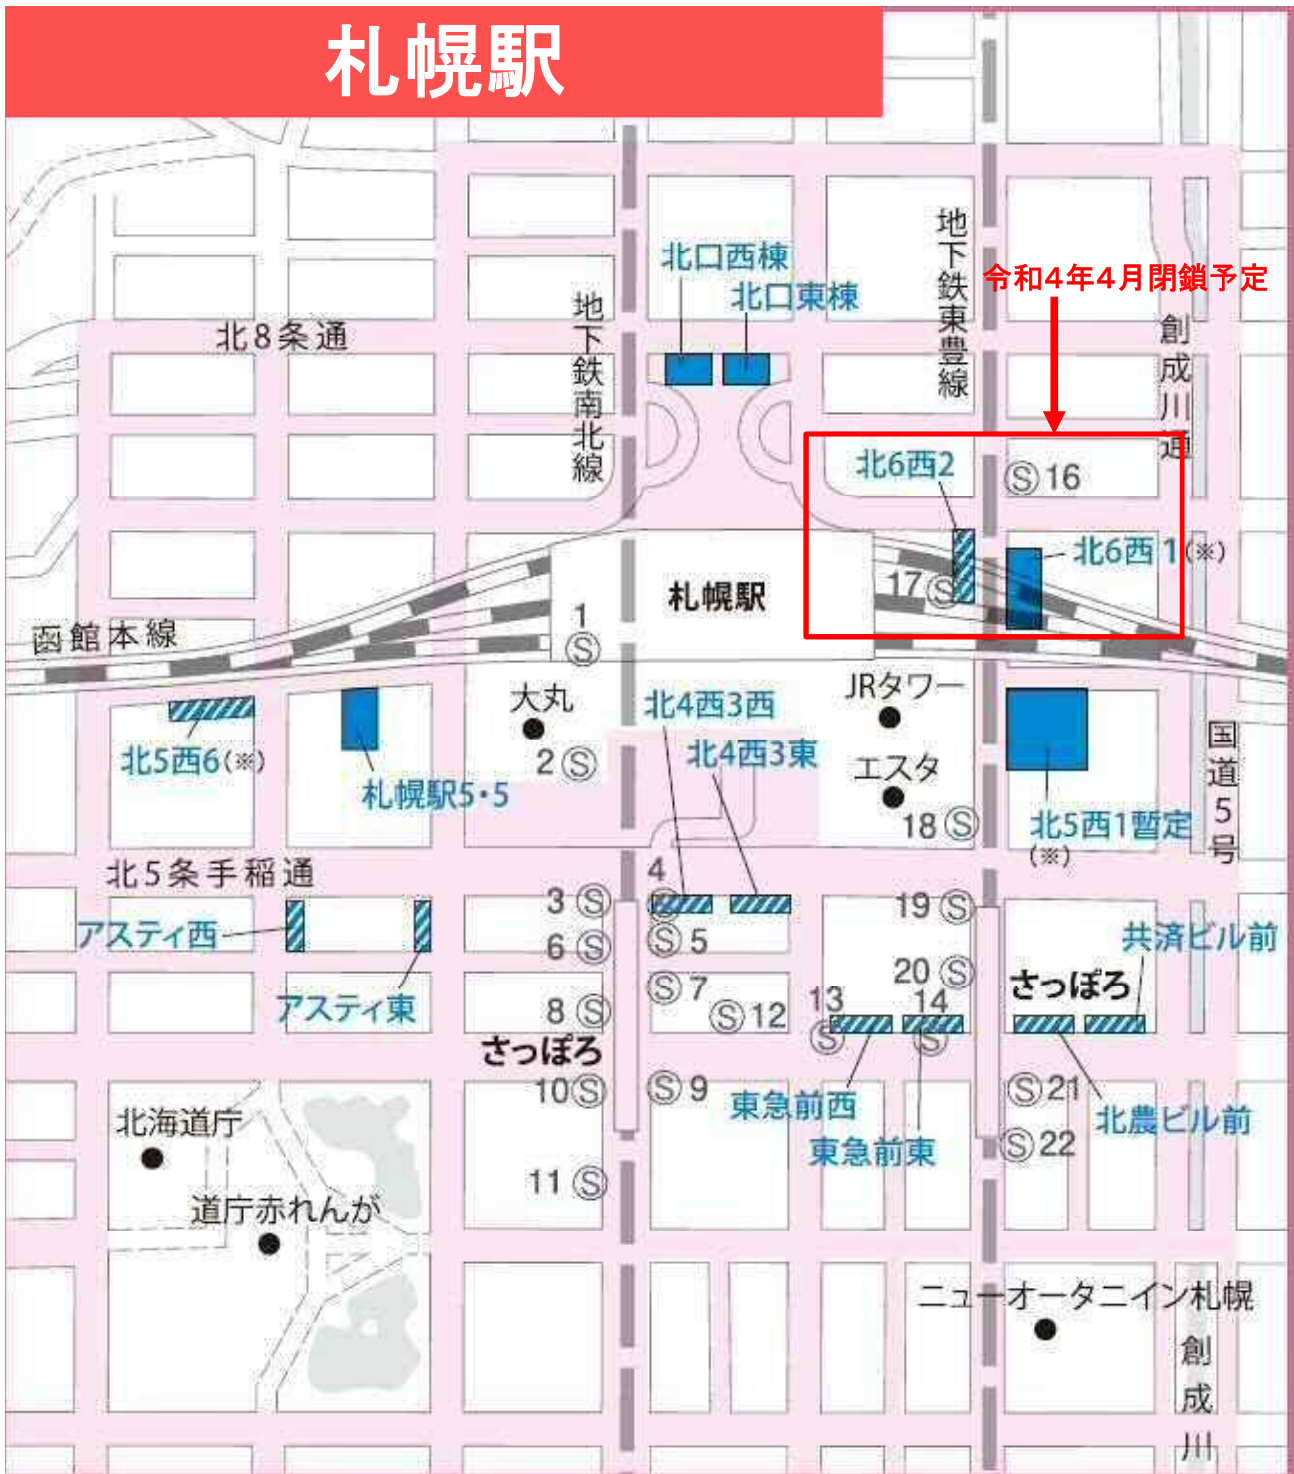 札幌駅
地下鉄東豊線
北口西棟
令和4年4月閉鎖予定
北口東棟
地下鉄南北線
北8条通
創成川通
北6西2
Ⓢ16
北6西1(※)
17Ⓢ
札幌駅
1
Ⓢ
函館本線
大丸
JRタワー
北4西3西
北5西6(※)
北4西3東
国道5号
2Ⓢ
エスタ
札幌駅5・5
18Ⓢ
北5西1暫定
(※)
北5条手稲通
4
Ⓢ
3Ⓢ
19Ⓢ
アスティ西
6Ⓢ
Ⓢ5
共済ビル前
20Ⓢ
さっぽろ
Ⓢ7
アスティ東
8Ⓢ
Ⓢ12
13
Ⓢ
14
Ⓢ
さっぽろ
10Ⓢ
Ⓢ9
東急前西
Ⓢ21
北海道庁
北農ビル前
東急前東
Ⓢ22
11Ⓢ
道庁赤れんが
ニューオータニイン札幌
創成川